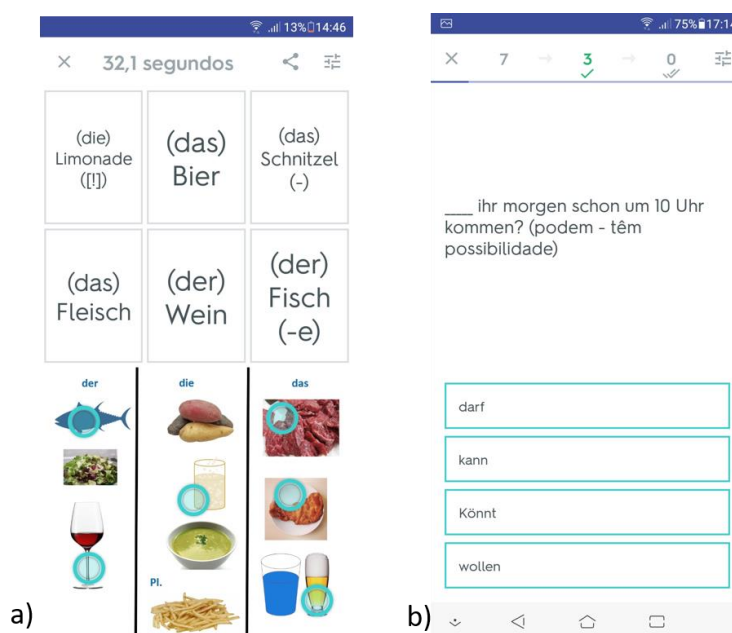 13% 14:46
32,1 segundos
(die)
Limonade
([!])
(das)
Bier
(das)
Schnitzel
(-)
(das)
Fleisch
(der)
Wein
(der)
Fisch
(-e)
der
die
das
Pl.
a)
75% 17:14
7 → 3 → 0
___ ihr morgen schon um 10 Uhr
kommen? (podem - têm
possibilidade)
darf
kann
Könnt
wollen
b)